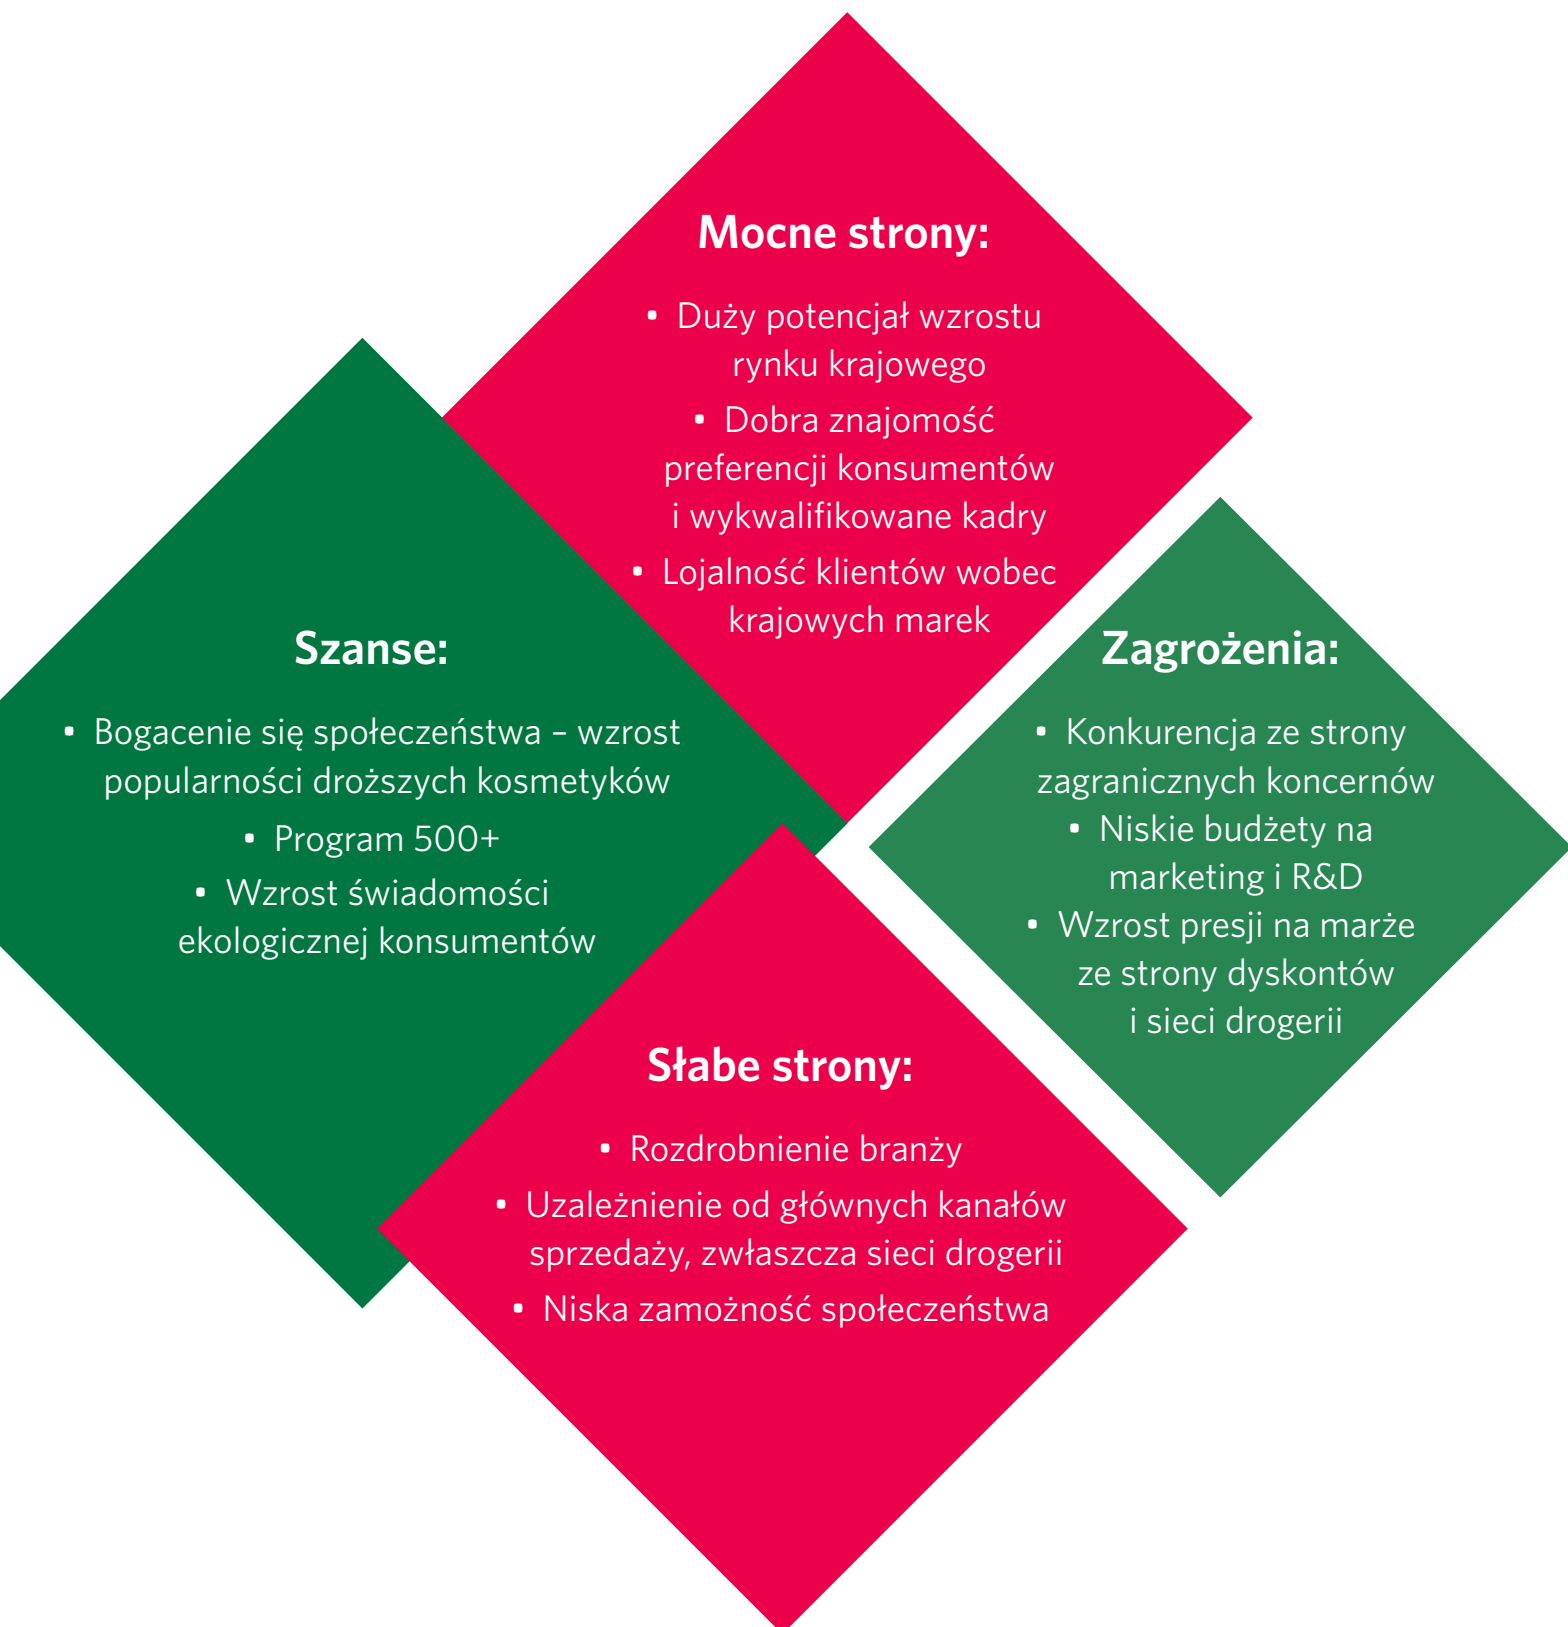 Mocne strony:
• Duży potencjał wzrostu
rynku krajowego
• Dobra znajomość
preferencji konsumentów
i wykwalifikowane kadry
• Lojalność klientów wobec
krajowych marek
Szanse:
• Bogacenie się społeczeństwa – wzrost
popularności droższych kosmetyków
• Program 500+
• Wzrost świadomości
ekologicznej konsumentów
Zagrożenia:
• Konkurencja ze strony
zagranicznych koncernów
• Niskie budżety na
marketing i R&D
• Wzrost presji na marże
ze strony dyskontów
i sieci drogerii
Słabe strony:
• Rozdrobnienie branży
• Uzależnienie od głównych kanałów
sprzedaży, zwłaszcza sieci drogerii
• Niska zamożność społeczeństwa